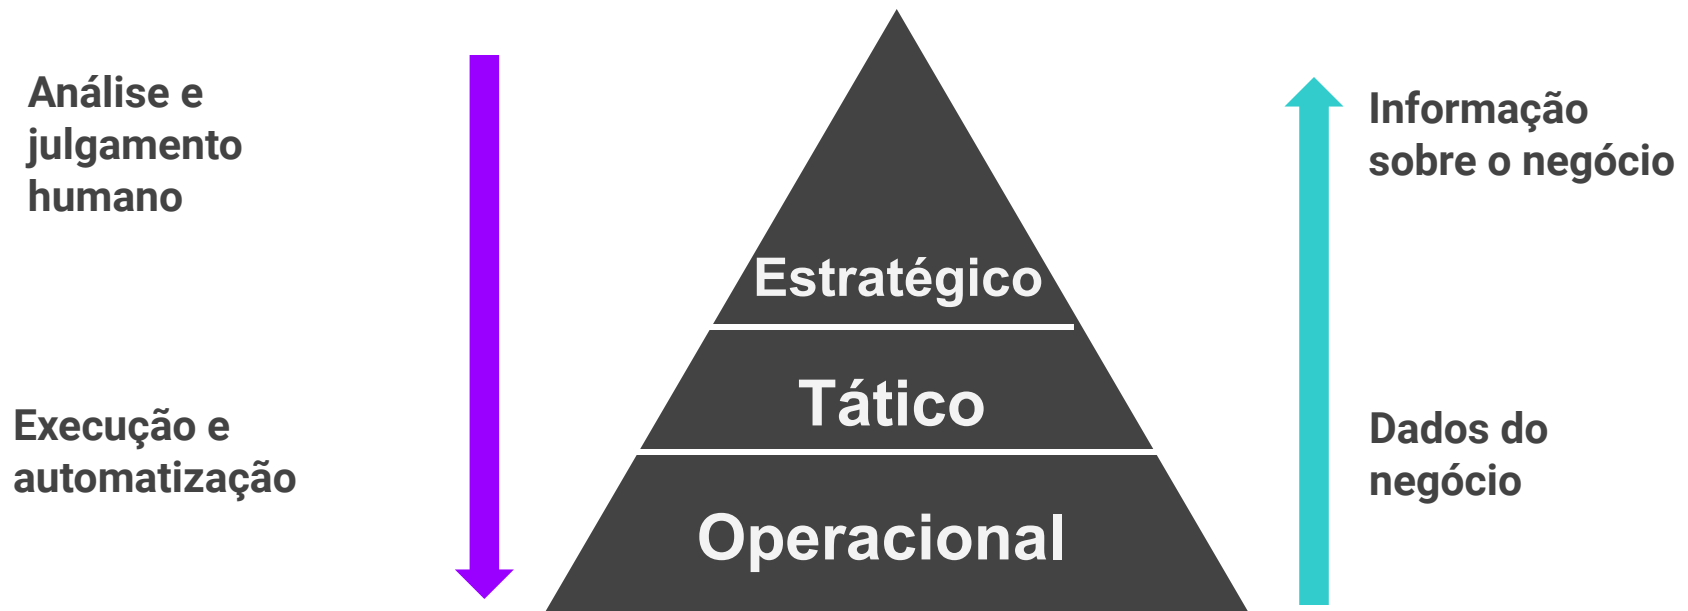 Análise e
julgamento
humano
Execução e
automatização
Estratégico
Tático
Operacional
Informação
sobre o negócio
Dados do
negócio